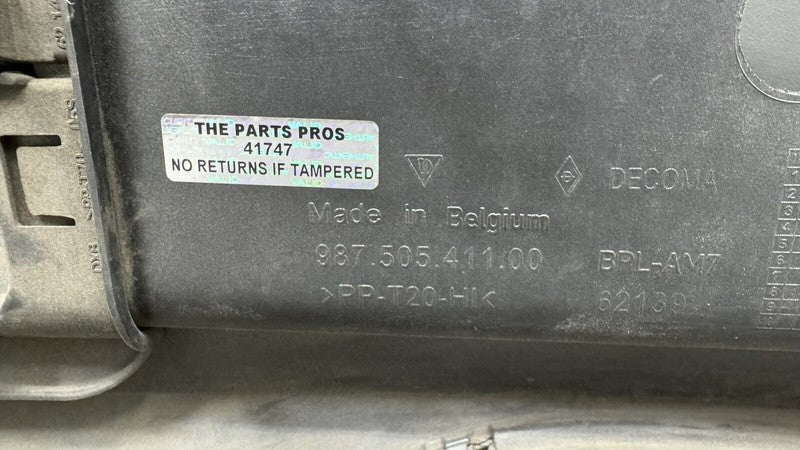 THE PARTS PROS
41747
NO RETURNS IF TAMPERED
DECOMA
Made in Belgium
987.505.411.00
BPL-AM7
>PP-T20-HI<
62139